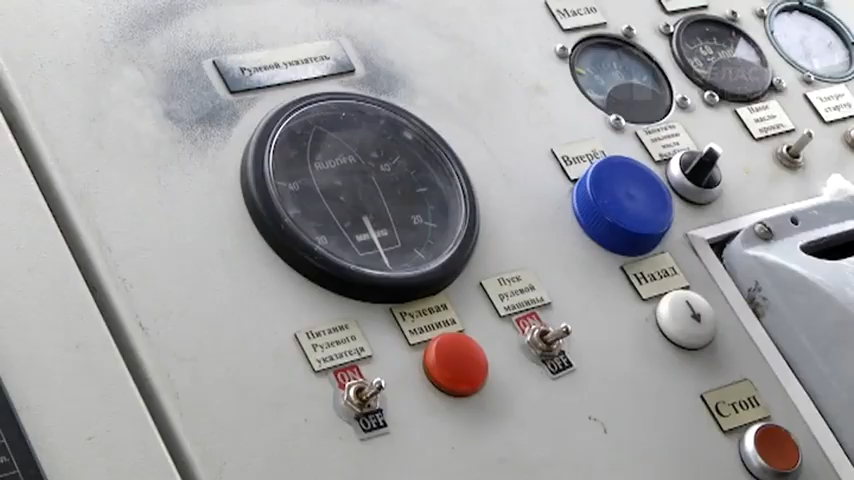 Масло
Рулевой указатель
RUDDER
40
40
20
20
Вперёд
Назад
Пуск
рулевой
машины
ON
OFF
Рулевая
машина
Питание
Рулевого
указателя
ON
OFF
Стоп